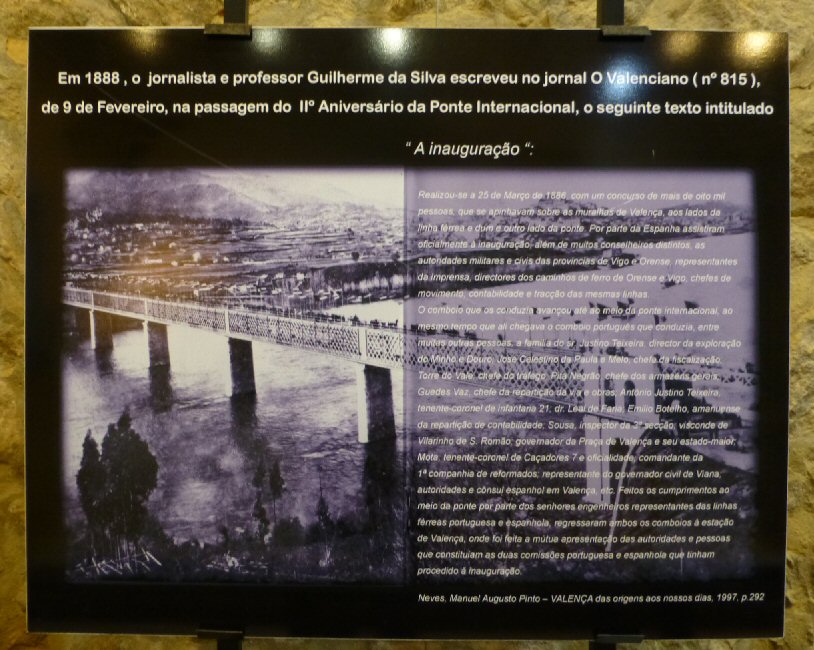 Em 1888 , o jornalista e professor Guilherme da Silva escreveu no jornal O Valenciano ( nº 815 ),
de 9 de Fevereiro, na passagem do IIº Aniversário da Ponte Internacional, o seguinte texto intitulado
“ A inauguração “:
Realizou-se a 25 de Março de 1886, com um concurso de mais de oito mil
pessoas, que se apinhavam sobre as muralhas de Valença, aos lados da
linha férrea e dum e outro lado da ponte. Por parte da Espanha assistiram
oficialmente à inauguração, além de muitos conselheiros distintos, as
autoridades militares e civis das províncias de Vigo e Orense, representantes
da imprensa, directores dos caminhos de ferro de Orense e Vigo, chefes de
movimento, contabilidade e tracção das mesmas linhas.
O comboio que os conduzia avançou até ao meio da ponte internacional, ao
mesmo tempo que ali chegava o comboio português que conduzia, entre
muitas outras pessoas, a família do sr. Justino Teixeira, director da exploração
do Minho e Douro, José Celestino da Paula e Melo, chefe da fiscalização,
Torre do Vale, chefe do tráfego, Pita Negrão, chefe dos armazéns gerais,
Guedes Vaz, chefe da repartição da via e obras, António Justino Teixeira,
tenente-coronel de infantaria 21, dr. Leal de Faria, Emílio Botelho, amanuense
da repartição de contabilidade, Sousa, inspector da 3ª secção, visconde de
Vilarinho de S. Romão; governador da Praça de Valença e seu estado-maior;
Mota, tenente-coronel de Caçadores 7 e oficialidade, comandante da
1ª companhia de reformados; representante do governador civil de Viana,
autoridades e cônsul espanhol em Valença, etc. Feitos os cumprimentos ao
meio da ponte por parte dos senhores engenheiros representantes das linhas
férreas portuguesa e espanhola, regressaram ambos os comboios à estação
de Valença, onde foi feita a mútua apresentação das autoridades e pessoas
que constituíam as duas comissões portuguesa e espanhola que tinham
procedido à inauguração.
Neves, Manuel Augusto Pinto – VALENÇA das origens aos nossos dias, 1997, p.292